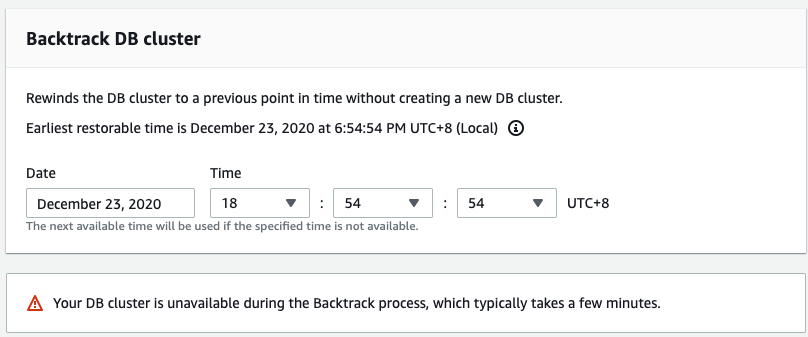 Backtrack DB cluster
Rewinds the DB cluster to a previous point in time without creating a new DB cluster.
Earliest restorable time is December 23, 2020 at 6:54:54 PM UTC+8 (Local)
Date Time
December 23, 2020 18 : 54 : 54 UTC+8
The next available time will be used if the specified time is not available.
Your DB cluster is unavailable during the Backtrack process, which typically takes a few minutes.